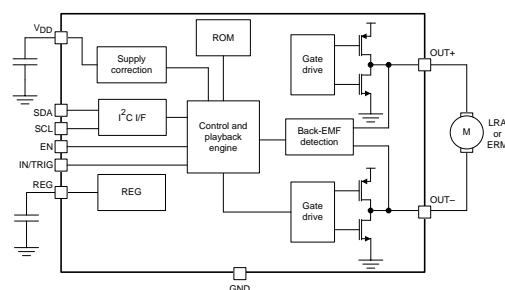 VDD
Supply
correction
ROM
Gate
drive
OUT+
SDA
SCL
I2C I/F
Control and
playback
engine
Back-EMF
detection
M
LRA
or
ERM
EN
IN/TRIG
REG
REG
Gate
drive
OUT–
GND